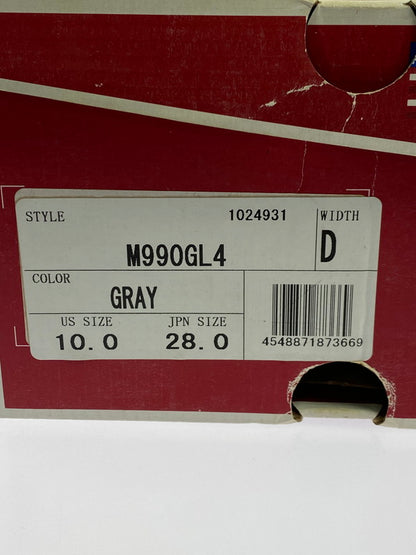 STYLE 1024931 WIDTH
M990GL4 D
COLOR
GRAY
US SIZE JPN SIZE
10.0 28.0
4548871873669